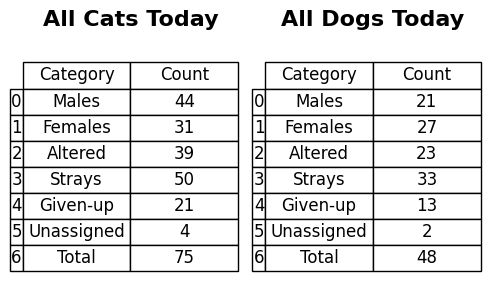 All Cats Today
Category Count
0 Males 44
1 Females 31
2 Altered 39
3 Strays 50
4 Given-up 21
5 Unassigned 4
6 Total 75
All Dogs Today
Category Count
0 Males 21
1 Females 27
2 Altered 23
3 Strays 33
4 Given-up 13
5 Unassigned 2
6 Total 48